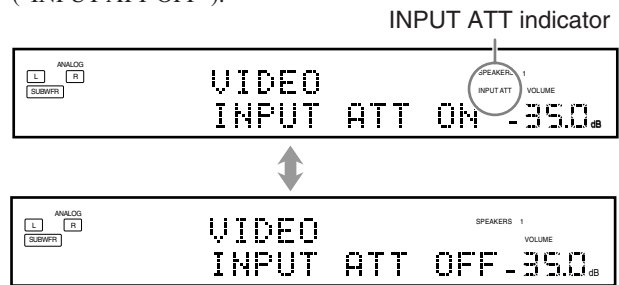 ("INPUT ATT OFF").
INPUT ATT indicator
ANALOG
L R
SUBWFR
VIDEO
SPEAKERS 1
INPUT ATT VOLUME
INPUT ATT ON -35.0 dB
ANALOG
L R
SUBWFR
VIDEO
SPEAKERS 1
VOLUME
INPUT ATT OFF -35.0 dB